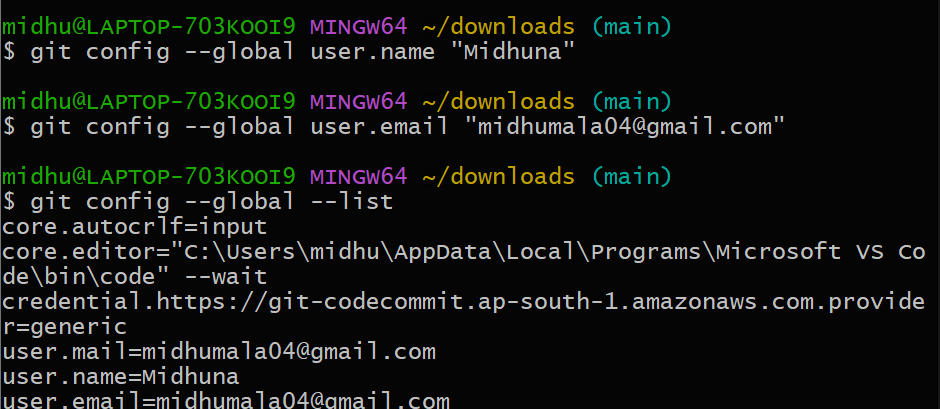 midhu@LAPTOP-703KOOI9 MINGW64 ~/downloads (main)
$ git config --global user.name "Midhuna"
midhu@LAPTOP-703KOOI9 MINGW64 ~/downloads (main)
$ git config --global user.email "midhumala04@gmail.com"
midhu@LAPTOP-703KOOI9 MINGW64 ~/downloads (main)
$ git config --global --list
core.autocrlf=input
core.editor="C:\Users\midhu\AppData\Local\Programs\Microsoft VS Co
de\bin\code" --wait
credential.https://git-codecommit.ap-south-1.amazonaws.com.provide
r=generic
user.mail=midhumala04@gmail.com
user.name=Midhuna
user.email=midhumala04@gmail.com